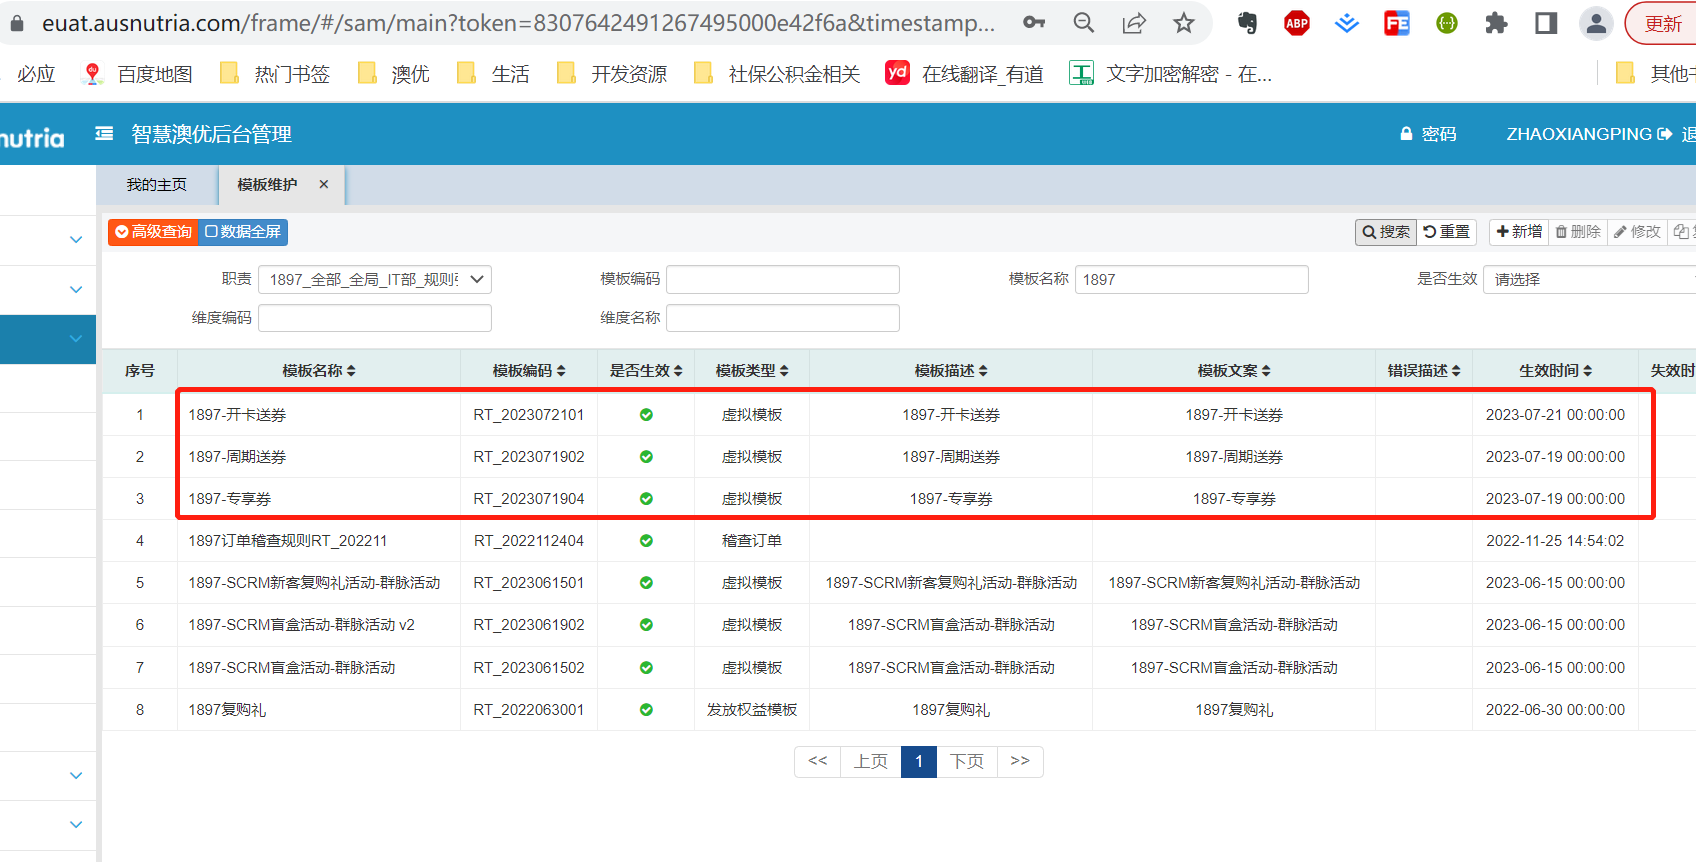 euat.ausnutria.com/frame/#/sam/main?token=8307642491267495000e42f6a&timestamp... ABP FE 更新
必应 百度地图 热门书签 澳优 生活 开发资源 社保公积金相关 yd 在线翻译_有道 工 文字加密解密 - 在... 其他
nutria 智慧澳优后台管理 密码 ZHAOXIANGPING 退
我的主页 模板维护 ×
高级查询 数据全屏 搜索 重置 新增 删除 修改
职责 1897_全部_全局_IT部_规则 模板编码 模板名称 1897 是否生效 请选择
维度编码 维度名称
序号 模板名称 模板编码 是否生效 模板类型 模板描述 模板文案 错误描述 生效时间 失效时
1 1897-开卡送券 RT_2023072101 虚拟模板 1897-开卡送券 1897-开卡送券 2023-07-21 00:00:00
2 1897-周期送券 RT_2023071902 虚拟模板 1897-周期送券 1897-周期送券 2023-07-19 00:00:00
3 1897-专享券 RT_2023071904 虚拟模板 1897-专享券 1897-专享券 2023-07-19 00:00:00
4 1897订单稽查规则RT_202211 RT_2022112404 稽查订单 2022-11-25 14:54:02
5 1897-SCRM新客复购礼活动-群脉活动 RT_2023061501 虚拟模板 1897-SCRM新客复购礼活动-群脉活动 1897-SCRM新客复购礼活动-群脉活动 2023-06-15 00:00:00
6 1897-SCRM盲盒活动-群脉活动 v2 RT_2023061902 虚拟模板 1897-SCRM盲盒活动-群脉活动 1897-SCRM盲盒活动-群脉活动 2023-06-15 00:00:00
7 1897-SCRM盲盒活动-群脉活动 RT_2023061502 虚拟模板 1897-SCRM盲盒活动-群脉活动 1897-SCRM盲盒活动-群脉活动 2023-06-15 00:00:00
8 1897复购礼 RT_2022063001 发放权益模板 1897复购礼 1897复购礼 2022-06-30 00:00:00
<< 上页 1 下页 >>